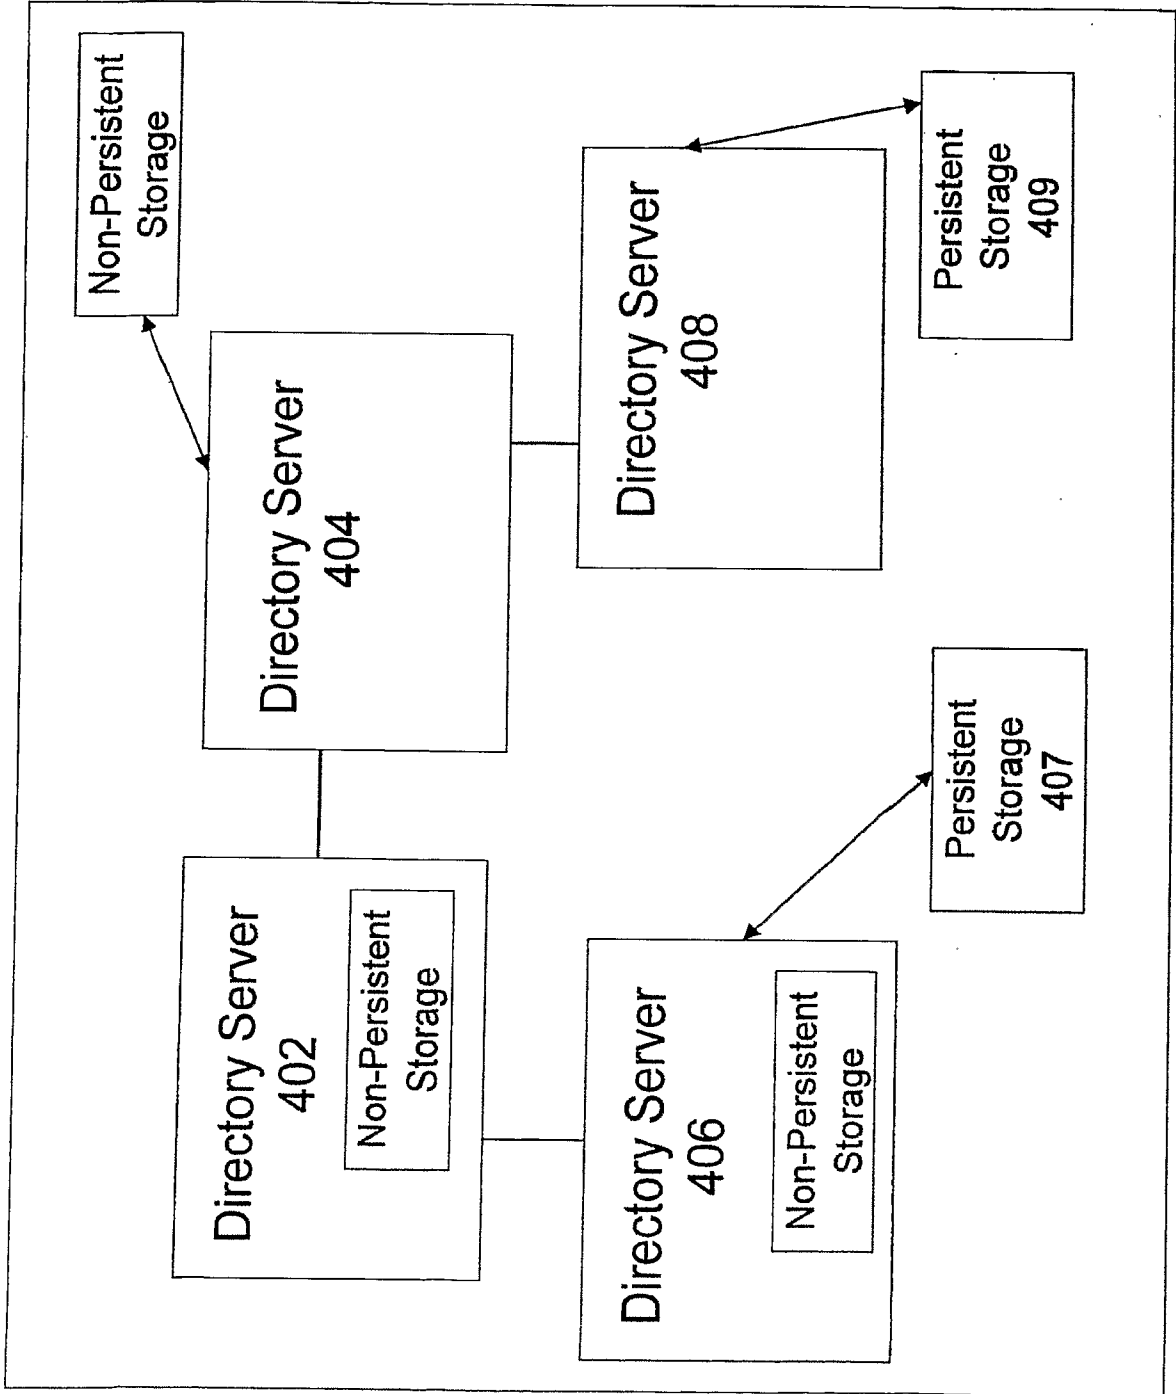 Directory Server
402
Non-Persistent
Storage
Directory Server
404
Non-Persistent
Storage
Directory Server
406
Non-Persistent
Storage
Persistent
Storage
407
Directory Server
408
Persistent
Storage
409